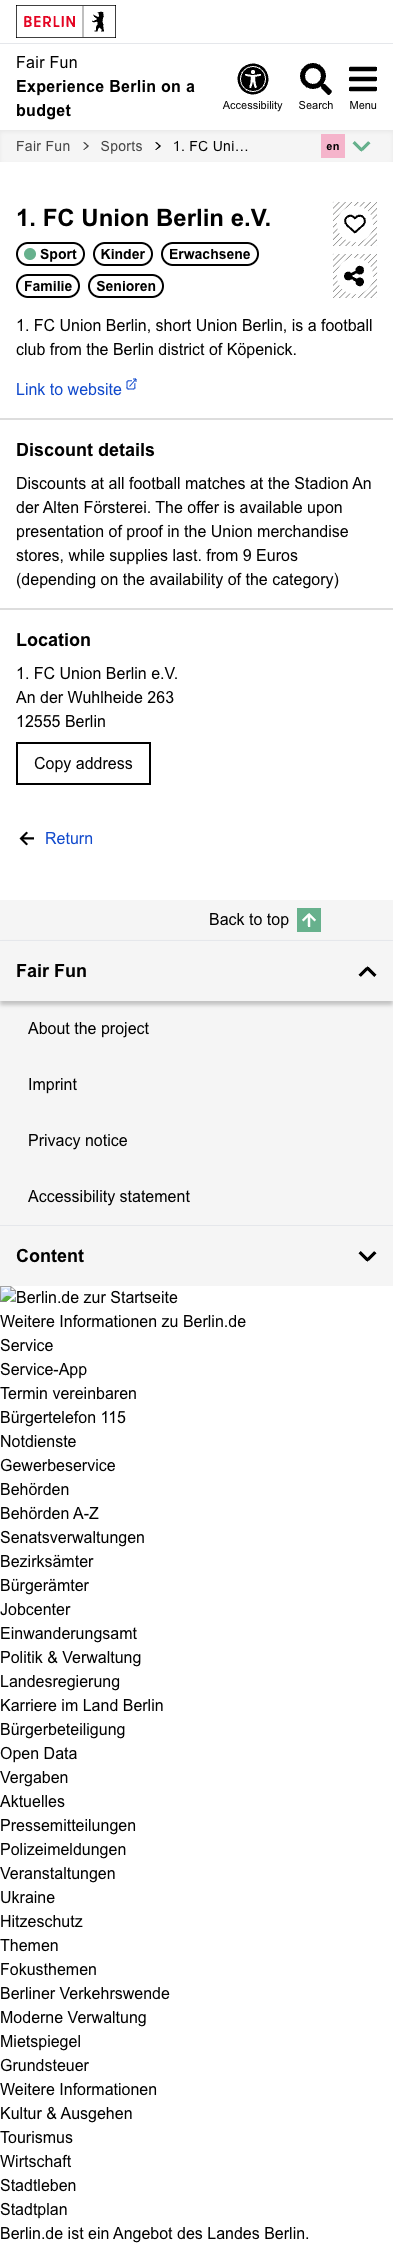 BERLIN
Fair Fun
Experience Berlin on a
budget
Accessibility
Search
Menu
Fair Fun > Sports > 1. FC Uni...
en
1. FC Union Berlin e.V.
Sport Kinder Erwachsene
Familie Senioren
1. FC Union Berlin, short Union Berlin, is a football
club from the Berlin district of Köpenick.
Link to website
Discount details
Discounts at all football matches at the Stadion An
der Alten Försterei. The offer is available upon
presentation of proof in the Union merchandise
stores, while supplies last. from 9 Euros
(depending on the availability of the category)
Location
1. FC Union Berlin e.V.
An der Wuhlheide 263
12555 Berlin
Copy address
Return
Back to top
Fair Fun
About the project
Imprint
Privacy notice
Accessibility statement
Content
Berlin.de zur Startseite
Weitere Informationen zu Berlin.de
Service
Service-App
Termin vereinbaren
Bürgertelefon 115
Notdienste
Gewerbeservice
Behörden
Behörden A-Z
Senatsverwaltungen
Bezirksämter
Bürgerämter
Jobcenter
Einwanderungsamt
Politik & Verwaltung
Landesregierung
Karriere im Land Berlin
Bürgerbeteiligung
Open Data
Vergaben
Aktuelles
Pressemitteilungen
Polizeimeldungen
Veranstaltungen
Ukraine
Hitzeschutz
Themen
Fokusthemen
Berliner Verkehrswende
Moderne Verwaltung
Mietspiegel
Grundsteuer
Weitere Informationen
Kultur & Ausgehen
Tourismus
Wirtschaft
Stadtleben
Stadtplan
Berlin.de ist ein Angebot des Landes Berlin.